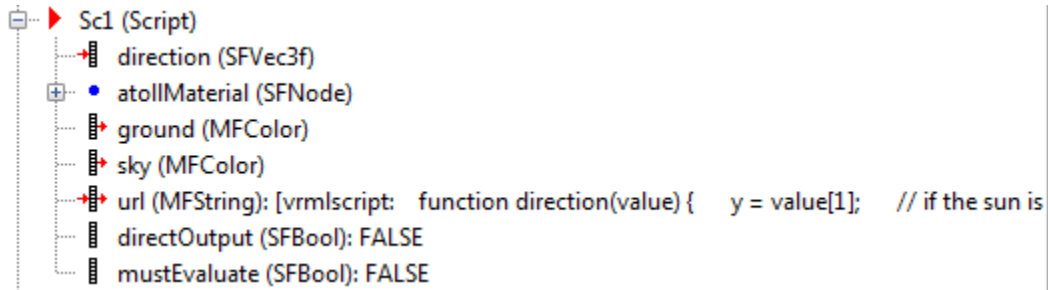 Sc1 (Script)
direction (SFVec3f)
atollMaterial (SFNode)
ground (MFColor)
sky (MFColor)
url (MFString): [vrmlscript: function direction(value) { y = value[1]; // if the sun is
directOutput (SFBool): FALSE
mustEvaluate (SFBool): FALSE